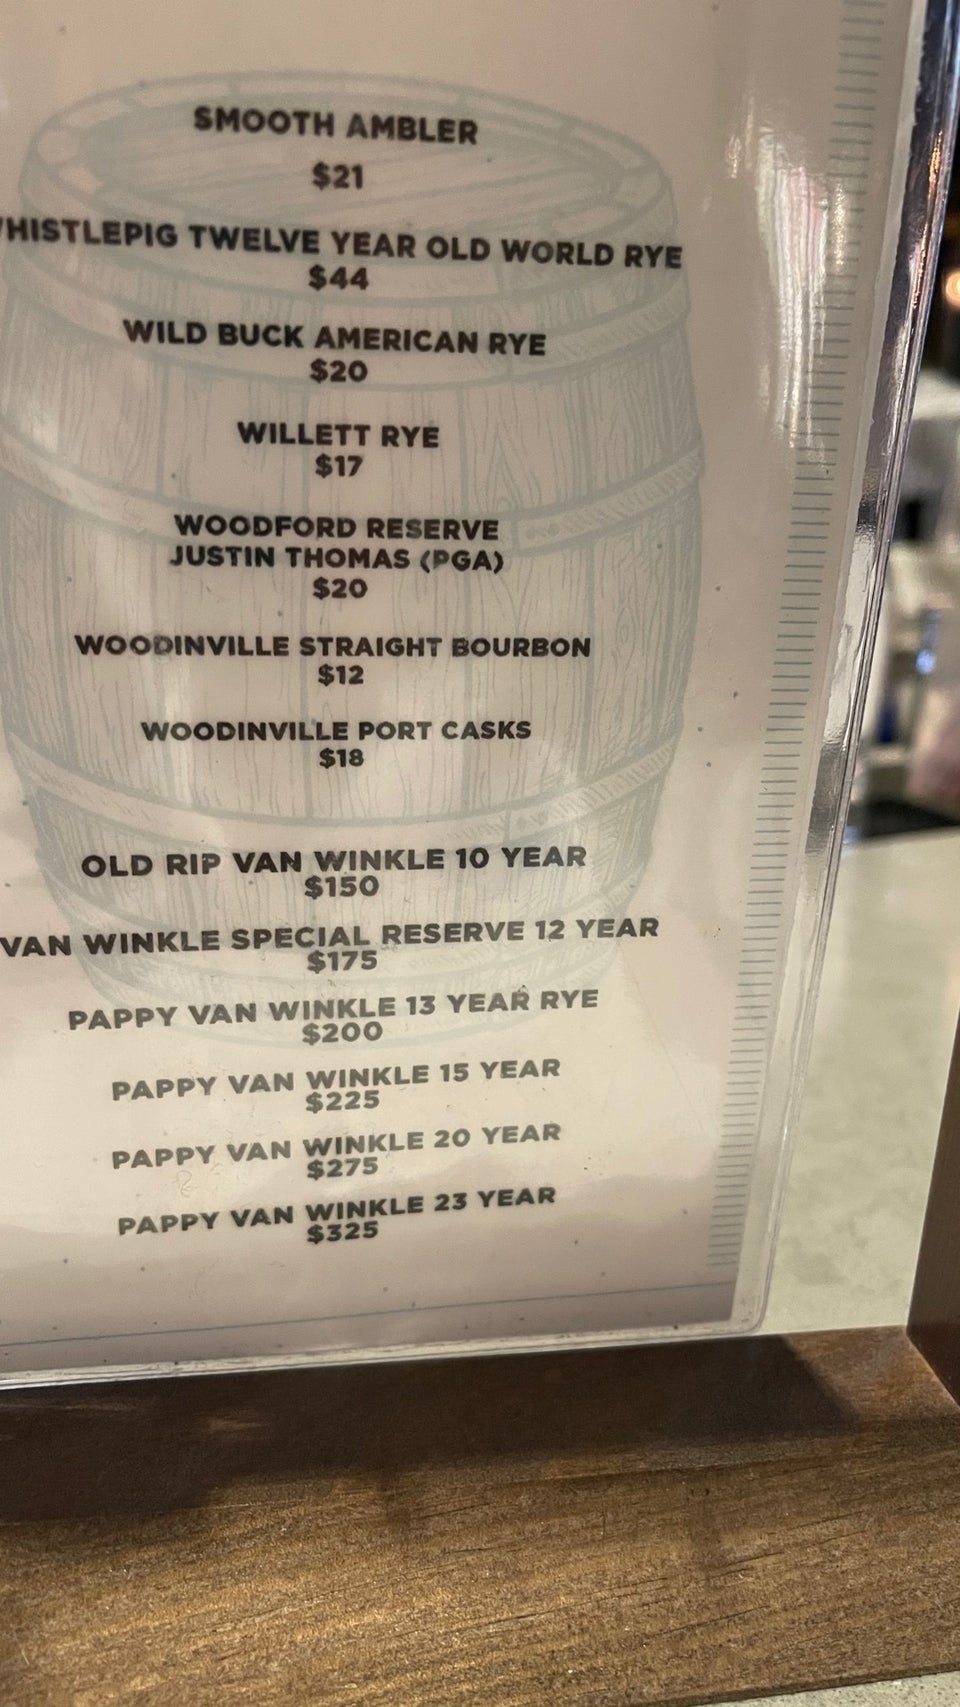 SMOOTH AMBLER
$21
WHISTLEPIG TWELVE YEAR OLD WORLD RYE
$44
WILD BUCK AMERICAN RYE
$20
WILLETT RYE
$17
WOODFORD RESERVE
JUSTIN THOMAS (PGA)
$20
WOODINVILLE STRAIGHT BOURBON
$12
WOODINVILLE PORT CASKS
$18
OLD RIP VAN WINKLE 10 YEAR
$150
VAN WINKLE SPECIAL RESERVE 12 YEAR
$175
PAPPY VAN WINKLE 13 YEAR RYE
$200
PAPPY VAN WINKLE 15 YEAR
$225
PAPPY VAN WINKLE 20 YEAR
$275
PAPPY VAN WINKLE 23 YEAR
$325